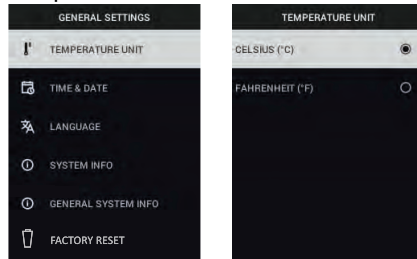 GENERAL SETTINGS
TEMPERATURE UNIT
TIME & DATE
LANGUAGE
SYSTEM INFO
GENERAL SYSTEM INFO
FACTORY RESET
TEMPERATURE UNIT
CELSIUS (°C)
FAHRENHEIT (°F)